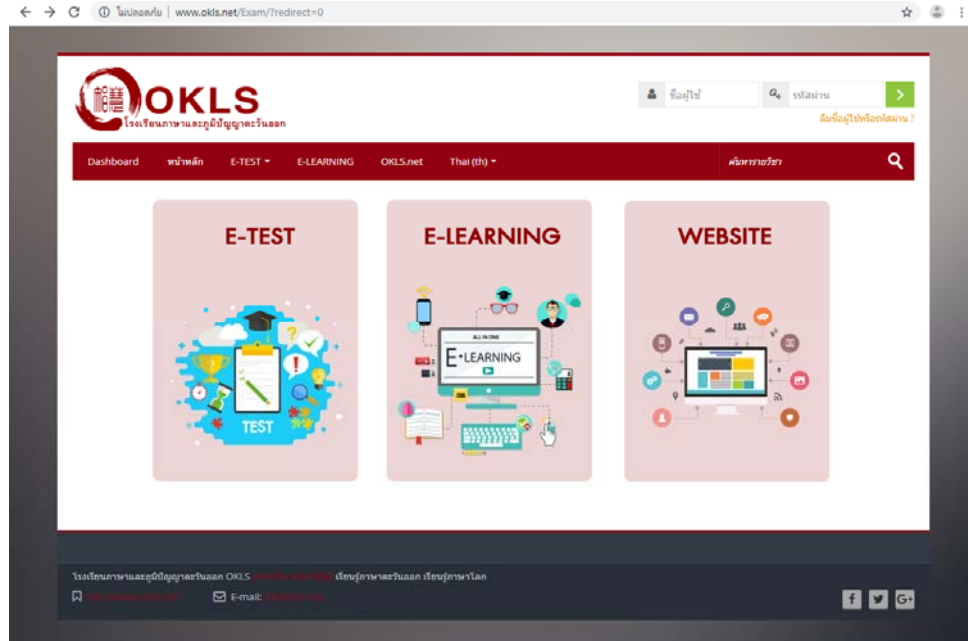 ไม่ปลอดภัย | www.okls.net/Exam/?redirect=0
OKLS
โรงเรียนภาษาและภูมิปัญญาตะวันออก
ชื่อผู้ใช้
รหัสผ่าน
ลืมชื่อผู้ใช้หรือรหัสผ่าน ?
Dashboard หน้าหลัก E-TEST E-LEARNING OKLS.net Thai (th) ค้นหารายวิชา
E-TEST
E-LEARNING
WEBSITE
ALL IN ONE
E-LEARNING
TEST
โรงเรียนภาษาและภูมิปัญญาตะวันออก OKLS เรียนรู้ภาษาตะวันออก เรียนรู้ภาษาโลก
E-mail: